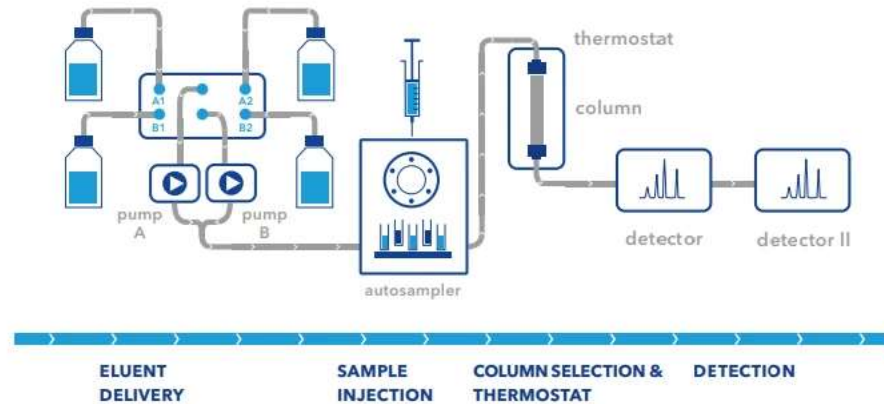 thermostat
A1
A2
B1
B2
column
pump
A
pump
B
detector
detector II
autosampler
ELUENT
DELIVERY
SAMPLE
INJECTION
COLUMN SELECTION &
THERMOSTAT
DETECTION